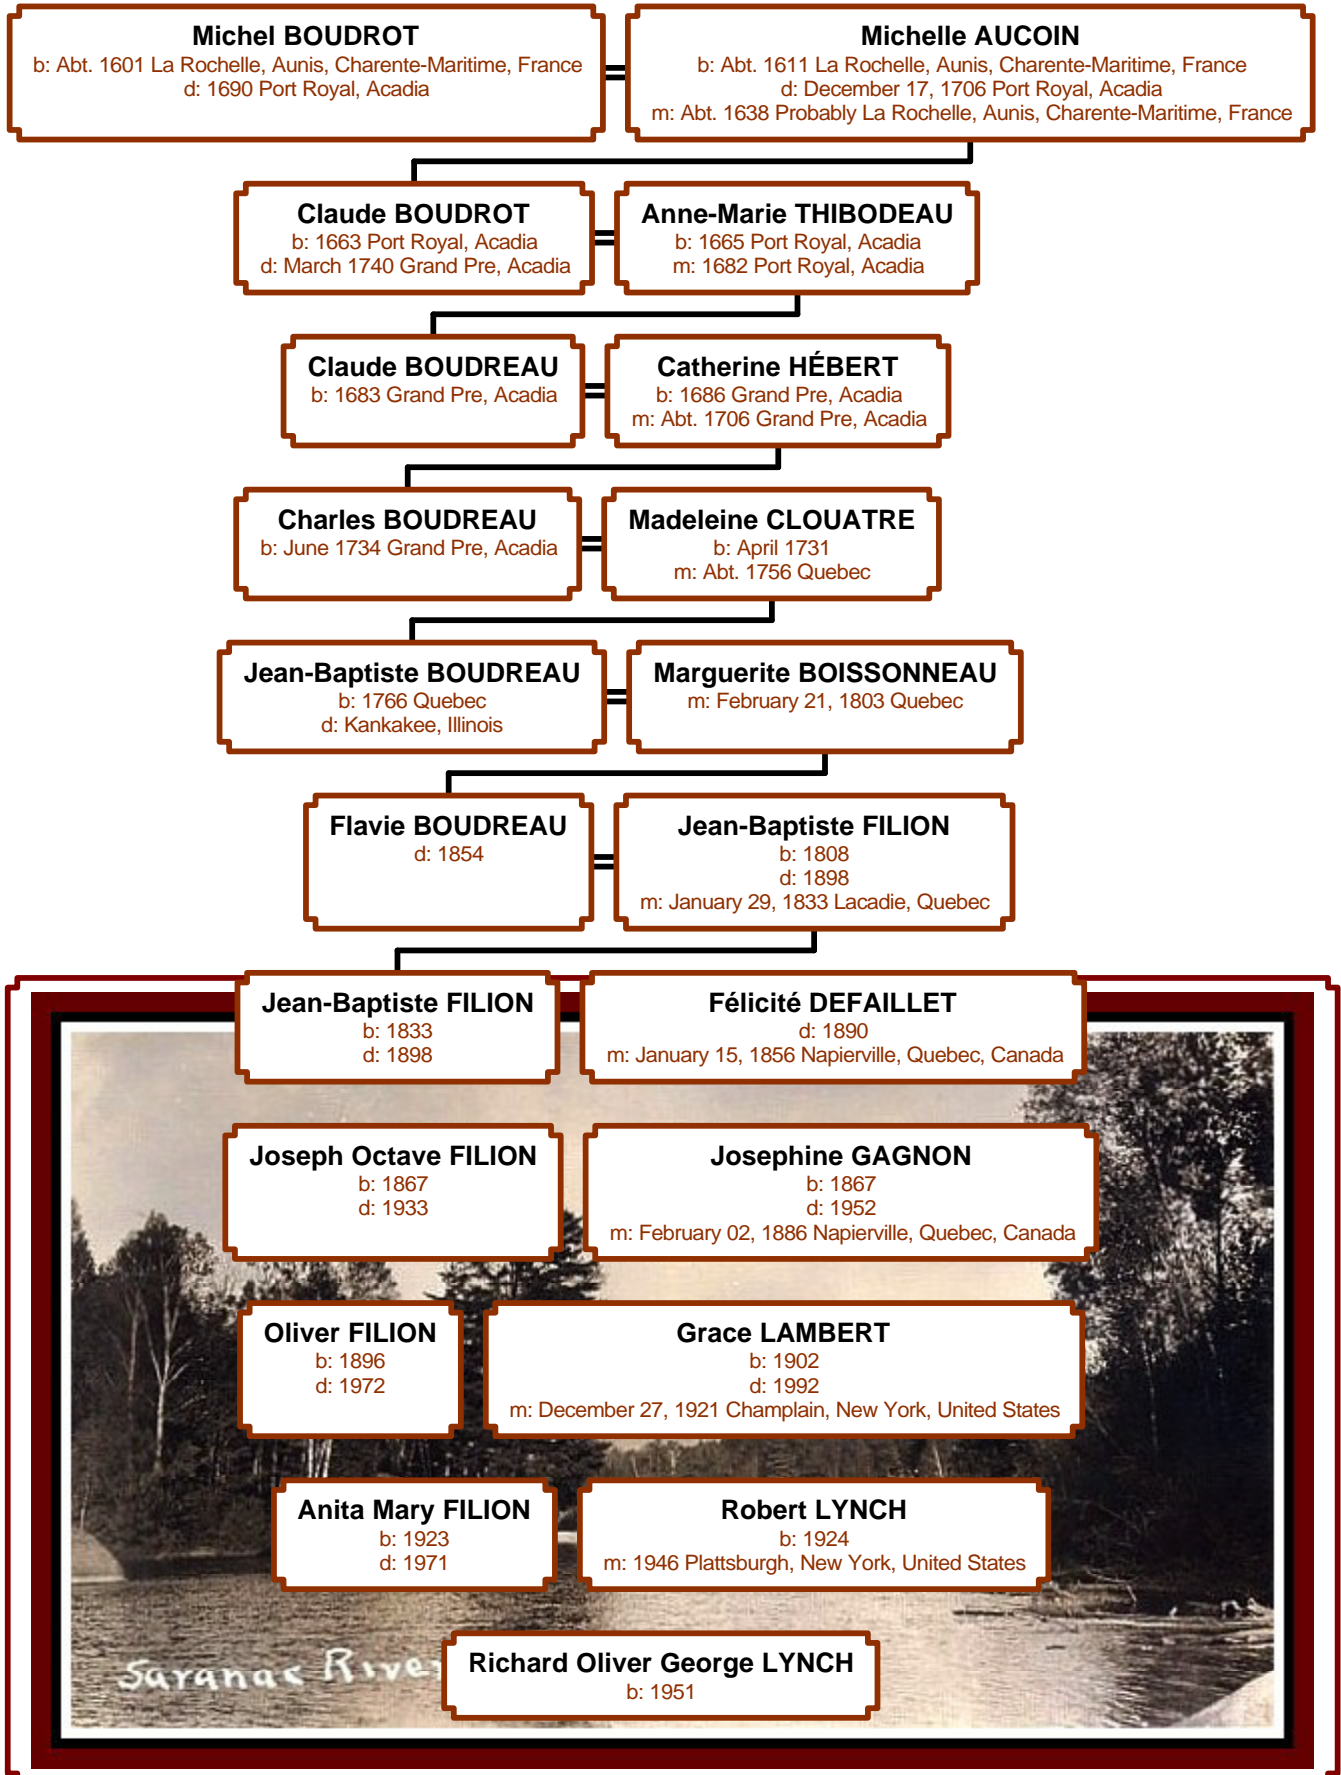 Michel BOUDROT
b: Abt. 1601 La Rochelle, Aunis, Charente-Maritime, France
d: 1690 Port Royal, Acadia
Michelle AUCOIN
b: Abt. 1611 La Rochelle, Aunis, Charente-Maritime, France
d: December 17, 1706 Port Royal, Acadia
m: Abt. 1638 Probably La Rochelle, Aunis, Charente-Maritime, France
Claude BOUDROT
b: 1663 Port Royal, Acadia
d: March 1740 Grand Pre, Acadia
Anne-Marie THIBODEAU
b: 1665 Port Royal, Acadia
m: 1682 Port Royal, Acadia
Claude BOUDREAU
b: 1683 Grand Pre, Acadia
Catherine HÉBERT
b: 1686 Grand Pre, Acadia
m: Abt. 1706 Grand Pre, Acadia
Charles BOUDREAU
b: June 1734 Grand Pre, Acadia
Madeleine CLOUATRE
b: April 1731
m: Abt. 1756 Quebec
Jean-Baptiste BOUDREAU
b: 1766 Quebec
d: Kankakee, Illinois
Marguerite BOISSONNEAU
m: February 21, 1803 Quebec
Flavie BOUDREAU
d: 1854
Jean-Baptiste FILION
b: 1808
d: 1898
m: January 29, 1833 Lacadie, Quebec
Jean-Baptiste FILION
b: 1833
d: 1898
Félicité DEFAILLET
d: 1890
m: January 15, 1856 Napierville, Quebec, Canada
Joseph Octave FILION
b: 1867
d: 1933
Josephine GAGNON
b: 1867
d: 1952
m: February 02, 1886 Napierville, Quebec, Canada
Oliver FILION
b: 1896
d: 1972
Grace LAMBERT
b: 1902
d: 1992
m: December 27, 1921 Champlain, New York, United States
Anita Mary FILION
b: 1923
d: 1971
Robert LYNCH
b: 1924
m: 1946 Plattsburgh, New York, United States
Richard Oliver George LYNCH
b: 1951
Saranac River